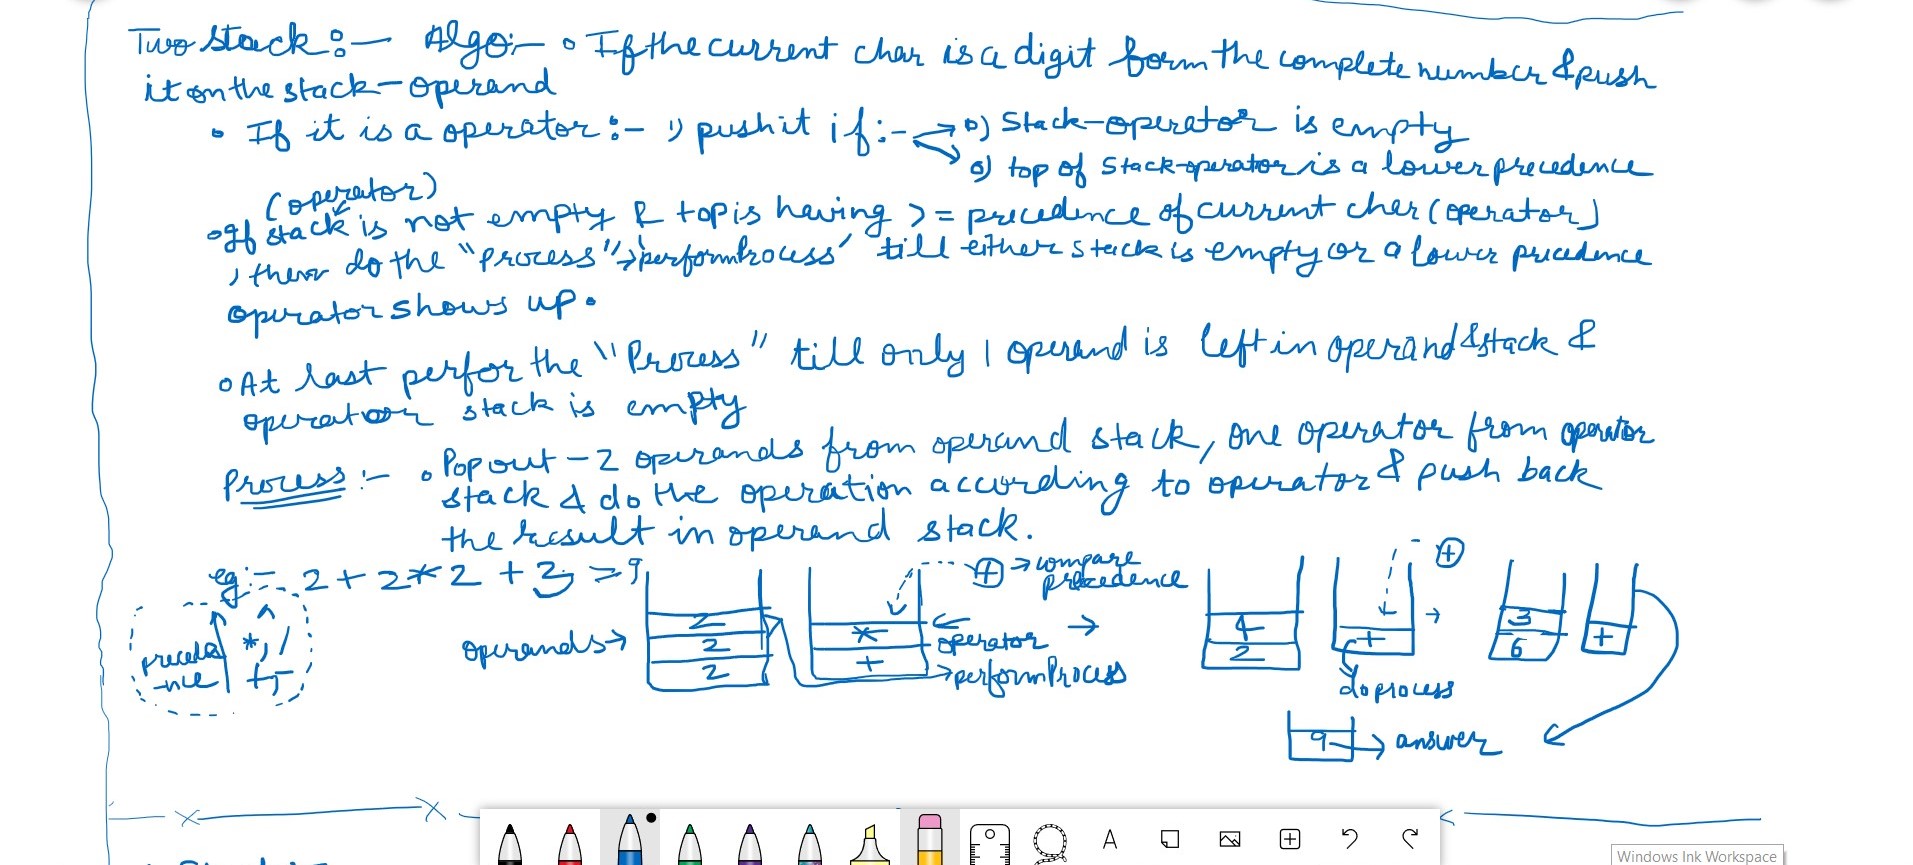 Two stack :- Algo:- o If the current char is a digit form the complete number & push
it on the stack-operand
• If it is a operator :- 1) push it if :- → o) Stack-operator is empty
o) top of Stack-operator is a lower precedence
(operator)
o If stack is not empty & top is having >= precedence of current char (operator)
, then do the "Process" → 'performProcess' till either stack is empty or a lower precedence
operator shows up.
o At last perfor the "Process" till only 1 operand is left in operand stack &
operator stack is empty
Process :- o Pop out - 2 operands from operand stack, one operator from operator
stack & do the operation according to operator & push back
the result in operand stack.
eg:- 2 + 2 * 2 + 3 = 9
preceda
-nce
^
*, /
+, -
operands →
2
2
2
*
+
+ → compare
precedence
operator
→ performProcess
4
2
+
+
do process
3
6
+
9 → answer
A
Windows Ink Workspace